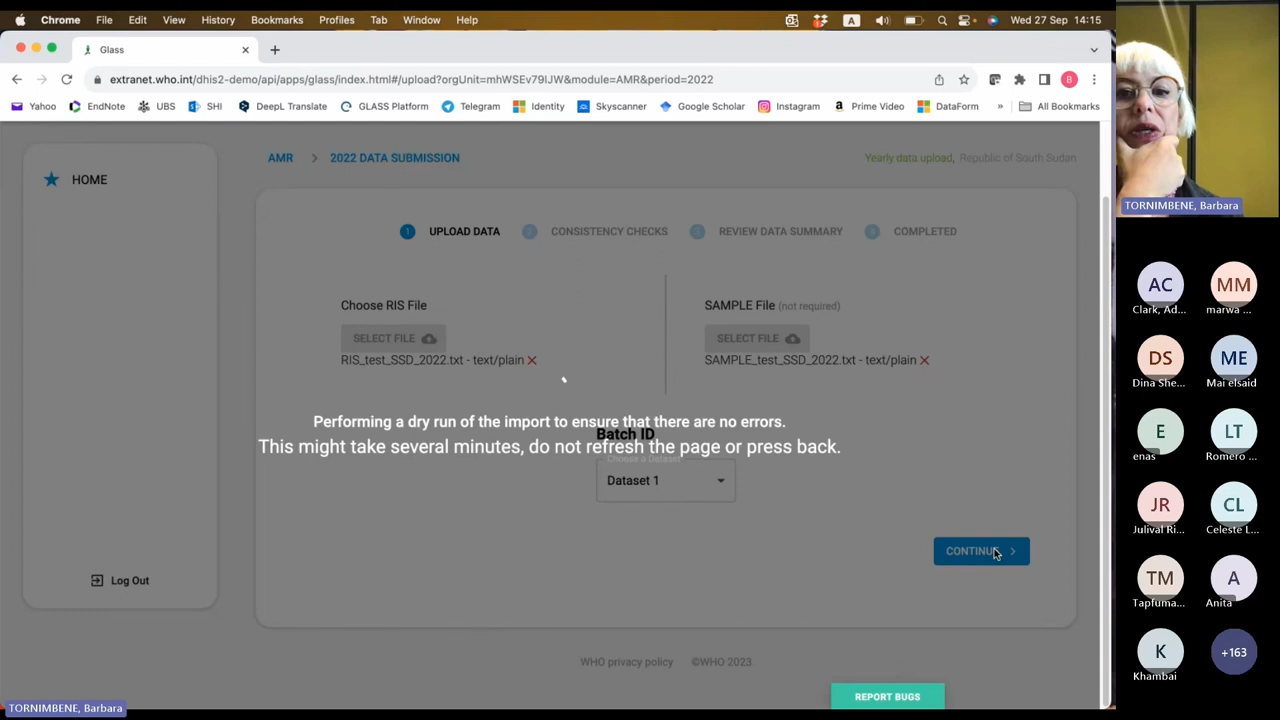 Chrome File Edit View History Bookmarks Profiles Tab Window Help A Wed 27 Sep 14:15
Glass
extranet.who.int/dhis2-demo/api/apps/glass/index.html#/upload?orgUnit=mhWSEv79lJW&module=AMR&period=2022 B
Yahoo EndNote UBS SHI DeepL Translate GLASS Platform Telegram Identity Skyscanner Google Scholar Instagram Prime Video DataForm » All Bookmarks
HOME
Log Out
AMR > 2022 DATA SUBMISSION
Yearly data upload, Republic of South Sudan
1 UPLOAD DATA 2 CONSISTENCY CHECKS 3 REVIEW DATA SUMMARY 4 COMPLETED
Choose RIS File
SELECT FILE
RIS_test_SSD_2022.txt - text/plain
SAMPLE File (not required)
SELECT FILE
SAMPLE_test_SSD_2022.txt - text/plain
Performing a dry run of the import to ensure that there are no errors.
Batch ID
This might take several minutes, do not refresh the page or press back.
Choose a Dataset
Dataset 1
CONTINUE
WHO privacy policy ©WHO 2023
REPORT BUGS
TORNIMBENE, Barbara
TORNIMBENE, Barbara
AC MM
Clark, Ad... marwa ...
DS ME
Dina She... Mai elsaid
E LT
enas Romero ...
JR CL
Julival Ri... Celeste L...
TM A
Tapfuma... Anita
K +163
Khambai